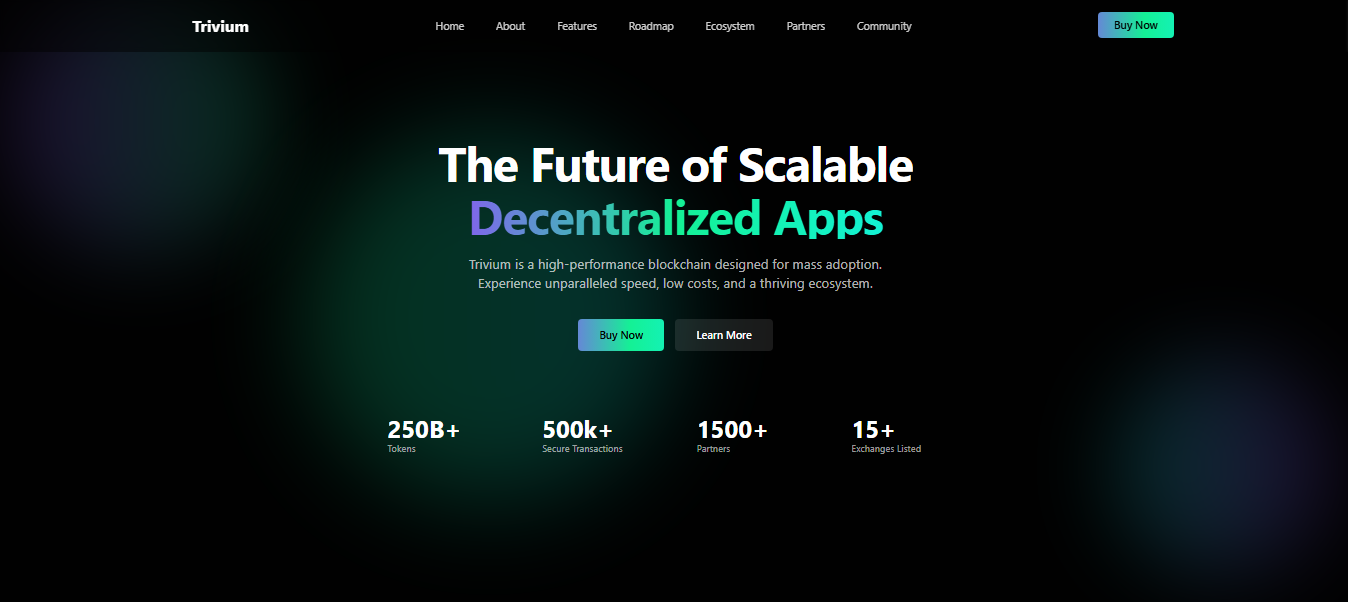 Trivium
Home About Features Roadmap Ecosystem Partners Community
Buy Now
The Future of Scalable
Decentralized Apps
Trivium is a high-performance blockchain designed for mass adoption.
Experience unparalleled speed, low costs, and a thriving ecosystem.
Buy Now
Learn More
250B+
Tokens
500k+
Secure Transactions
1500+
Partners
15+
Exchanges Listed